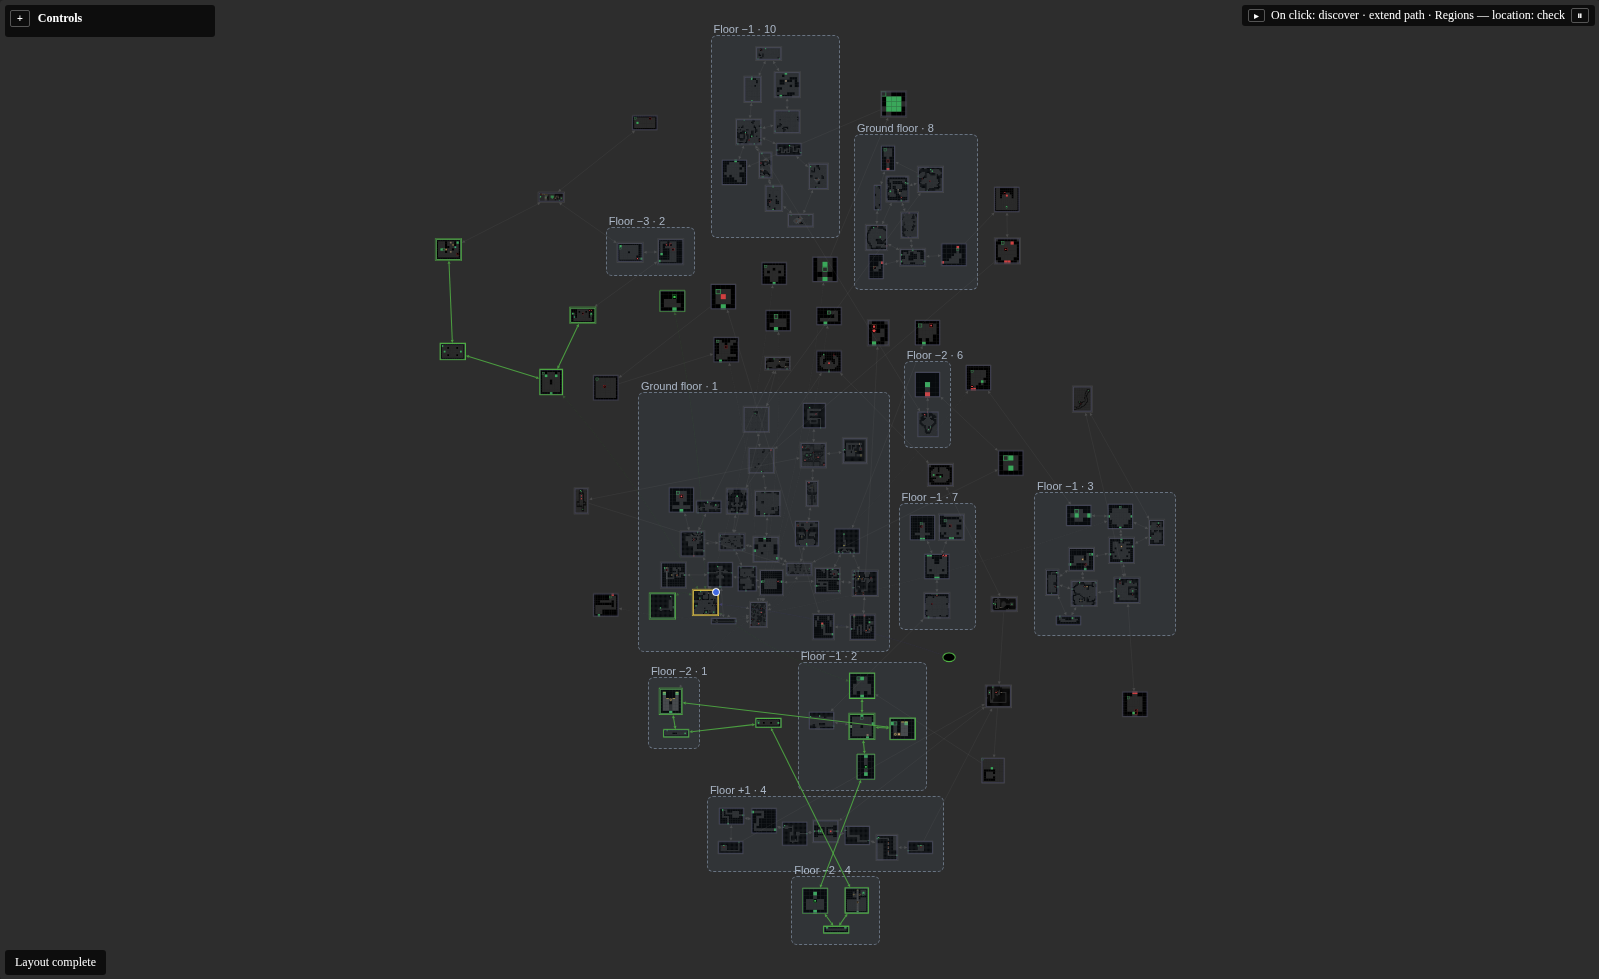 + Controls
▶ On click: discover · extend path · Regions — location: check ⏸
Floor −1 · 10
Ground floor · 8
Floor −3 · 2
Floor −2 · 6
Ground floor · 1
Floor −1 · 7
Floor −1 · 3
Floor −1 · 2
Floor −2 · 1
Floor +1 · 4
Floor −2 · 4
Layout complete